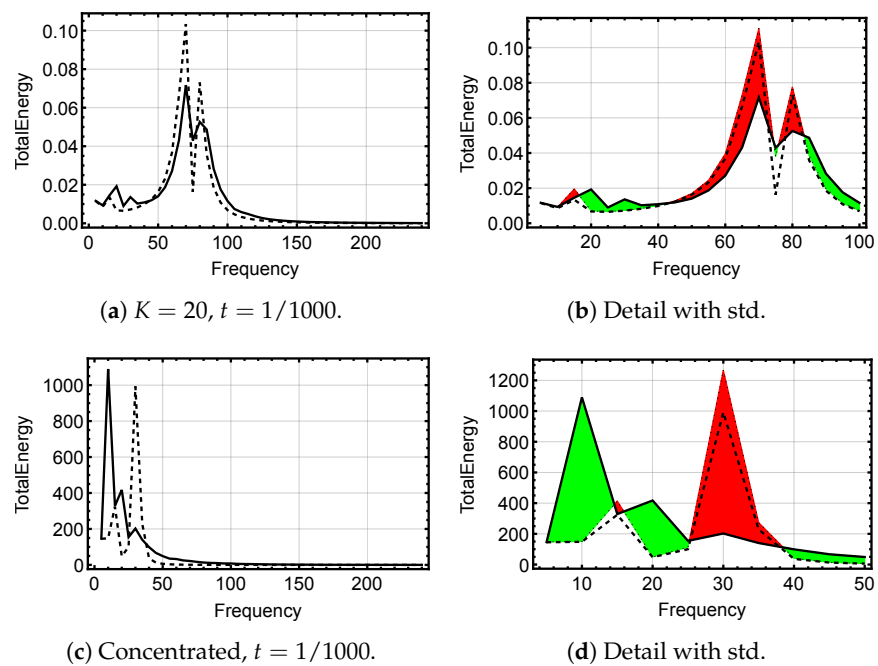 0.10
0.08
0.06
0.04
0.02
0.00
TotalEnergy
0 50 100 150 200
Frequency
(a) K = 20, t = 1/1000.
0.10
0.08
0.06
0.04
0.02
0.00
TotalEnergy
20 40 60 80 100
Frequency
(b) Detail with std.
1000
800
600
400
200
0
TotalEnergy
0 50 100 150 200
Frequency
(c) Concentrated, t = 1/1000.
1200
1000
800
600
400
200
0
TotalEnergy
10 20 30 40 50
Frequency
(d) Detail with std.